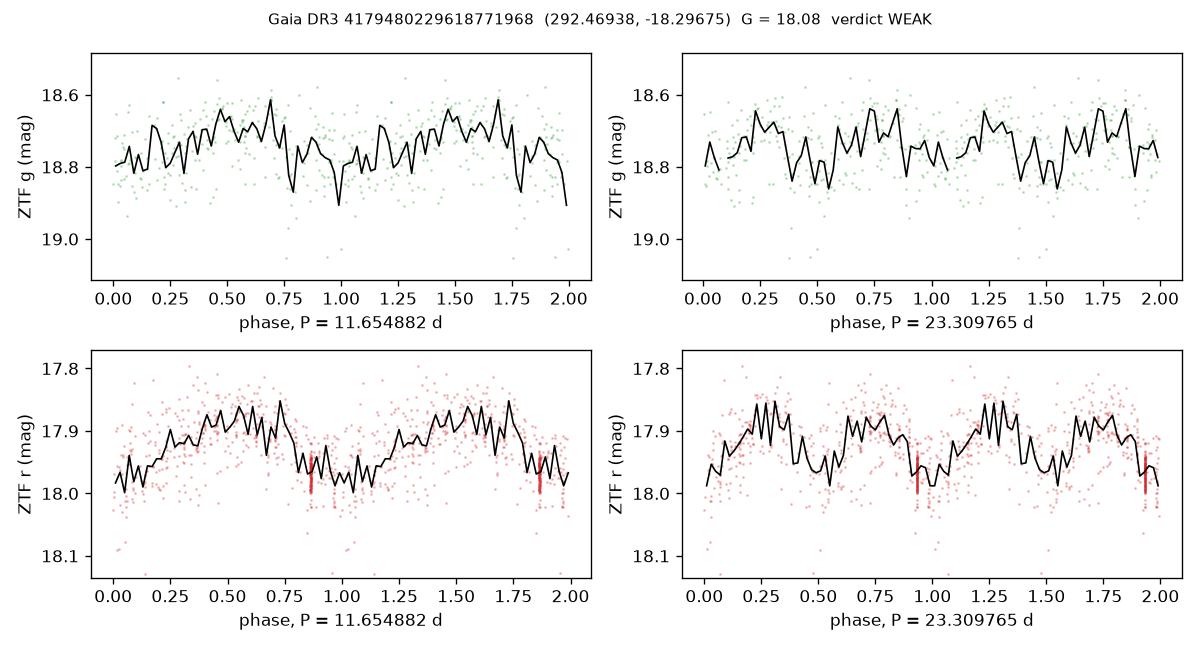 Gaia DR3 4179480229618771968  (292.46938, -18.29675)  G = 18.08  verdict WEAK
ZTF g (mag)
18.6
18.8
19.0
0.00 0.25 0.50 0.75 1.00 1.25 1.50 1.75 2.00
phase, P = 11.654882 d
ZTF g (mag)
18.6
18.8
19.0
0.00 0.25 0.50 0.75 1.00 1.25 1.50 1.75 2.00
phase, P = 23.309765 d
ZTF r (mag)
17.8
17.9
18.0
18.1
0.00 0.25 0.50 0.75 1.00 1.25 1.50 1.75 2.00
phase, P = 11.654882 d
ZTF r (mag)
17.8
17.9
18.0
18.1
0.00 0.25 0.50 0.75 1.00 1.25 1.50 1.75 2.00
phase, P = 23.309765 d